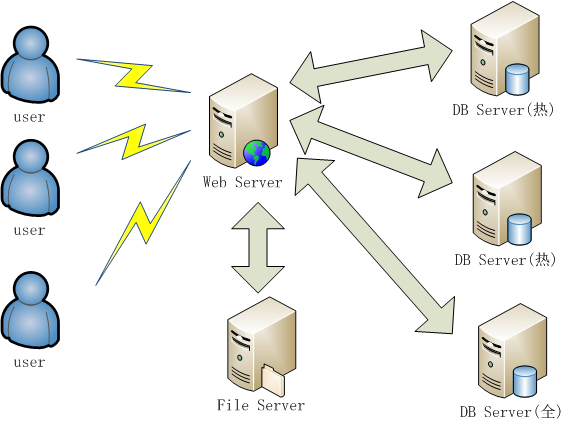 user
user
user
Web Server
File Server
DB Server(热)
DB Server(热)
DB Server(全)